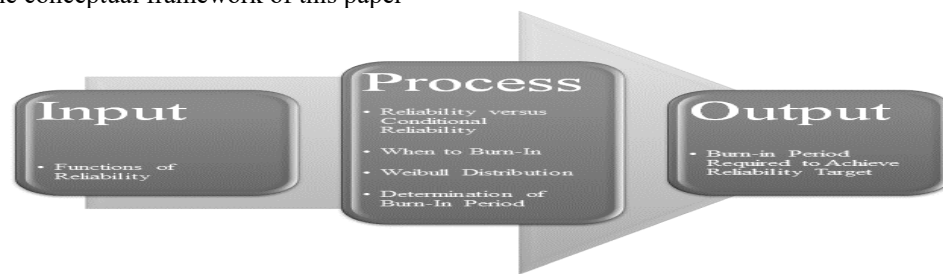 conceptual framework of this paper
Input
• Functions of
Reliability
Process
• Reliability versus
Conditional
Reliability
• When to Burn-In
• Weibull Distribution
• Determination of
Burn-In Period
Output
• Burn-in Period
Required to Achieve
Reliability Target